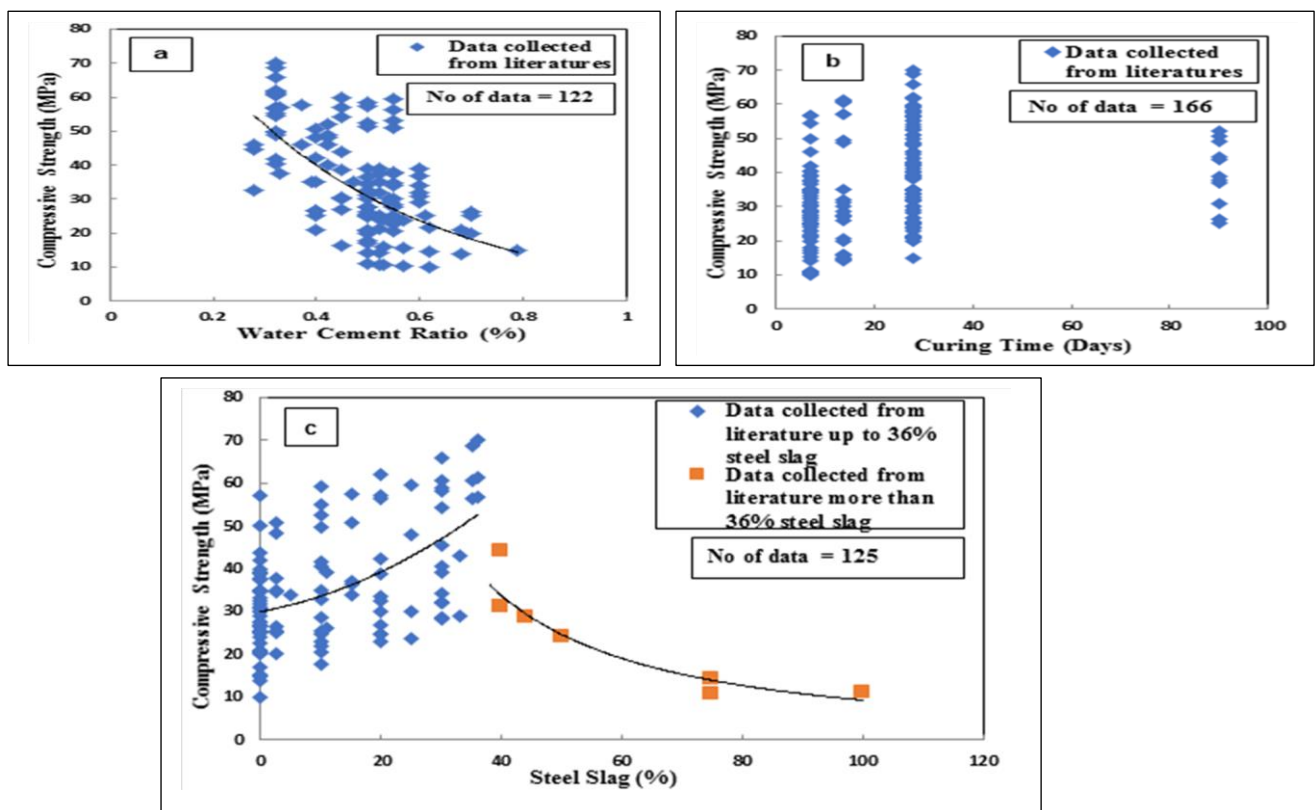 a
Data collected
from literatures
No of data = 122
Compressive Strength (MPa)
80
70
60
50
40
30
20
10
0
0 0.2 0.4 0.6 0.8 1
Water Cement Ratio (%)
b
Data collected
from literatures
No of data = 166
Compressive Strength (MPa)
80
70
60
50
40
30
20
10
0
0 20 40 60 80 100
Curing Time (Days)
c
Data collected from
literature up to 36%
steel slag
Data collected from
literature more than
36% steel slag
No of data = 125
Compressive Strength (MPa)
80
70
60
50
40
30
20
10
0
0 20 40 60 80 100 120
Steel Slag (%)